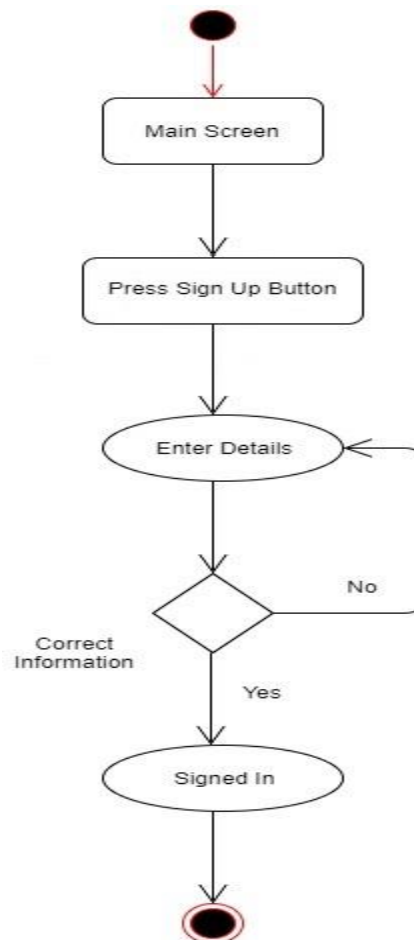 Main Screen
Press Sign Up Button
Enter Details
No
Correct
Information
Yes
Signed In